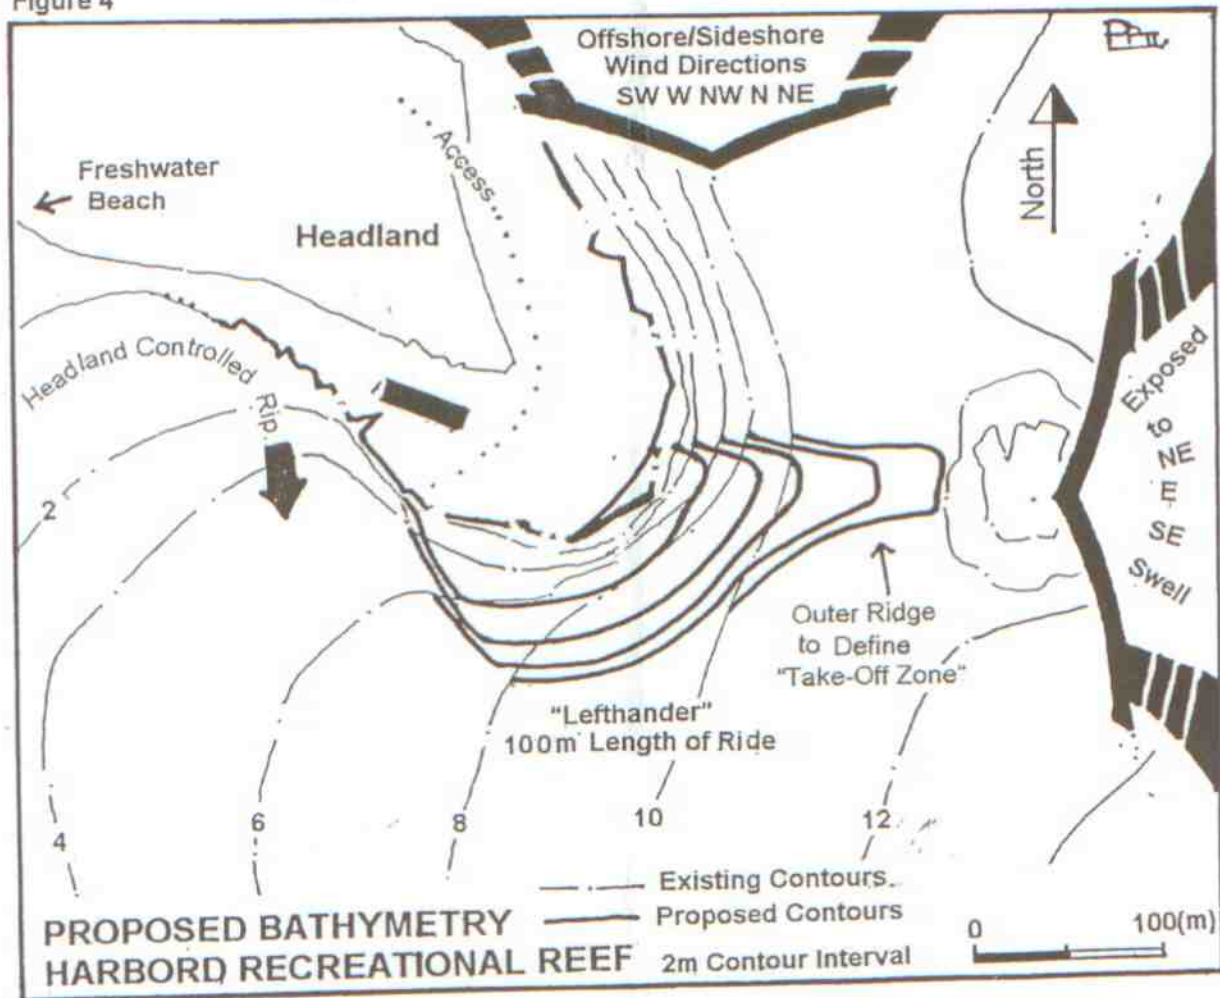 Figure 4
Offshore/Sideshore
Wind Directions
SW W NW N NE
North
Access
Freshwater
Beach
Headland
Headland Controlled
Rip
Exposed
to
NE
E
SE
Swell
Outer Ridge
to Define
"Take-Off Zone"
"Lefthander"
100m Length of Ride
2
4
6
8
10
12
Existing Contours
Proposed Contours
2m Contour Interval
PROPOSED BATHYMETRY
HARBORD RECREATIONAL REEF
0 100(m)